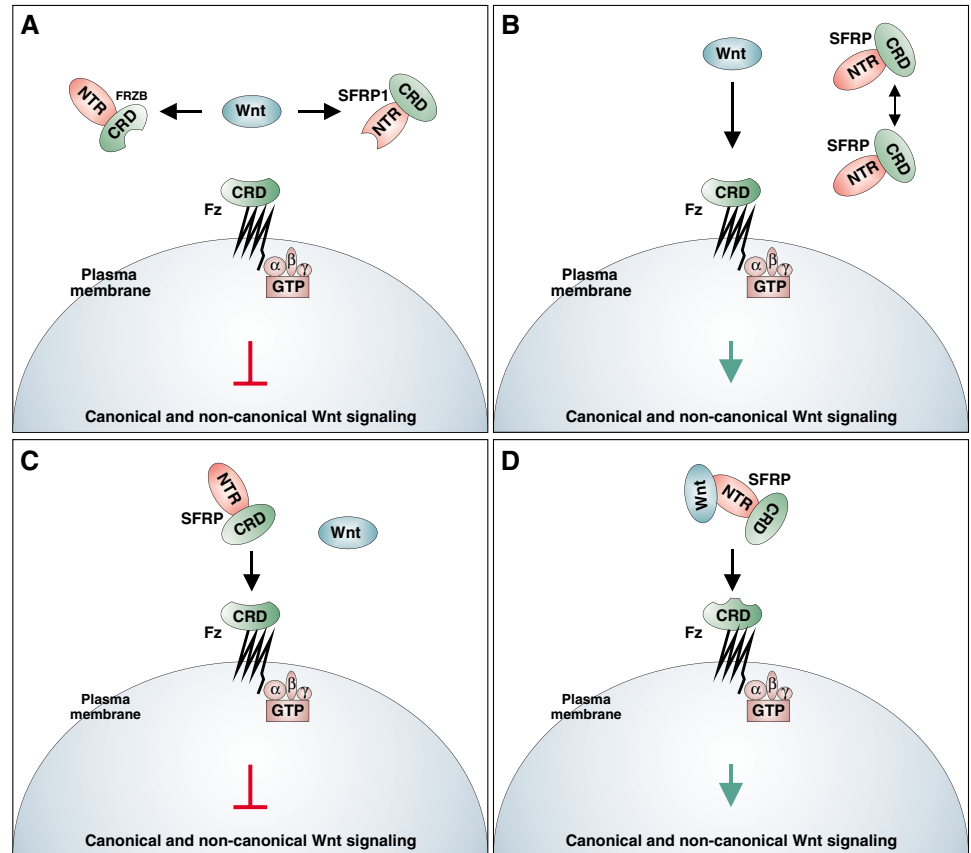 A
NTR
FRZB
CRD
Wnt
SFRP1
CRD
NTR
CRD
Fz
α β γ
GTP
Plasma
membrane
Canonical and non-canonical Wnt signaling
B
Wnt
SFRP
NTR
CRD
SFRP
NTR
CRD
CRD
Fz
α β γ
GTP
Plasma
membrane
Canonical and non-canonical Wnt signaling
C
NTR
SFRP
CRD
Wnt
CRD
Fz
α β γ
GTP
Plasma
membrane
Canonical and non-canonical Wnt signaling
D
Wnt
NTR
SFRP
CRD
CRD
Fz
α β γ
GTP
Plasma
membrane
Canonical and non-canonical Wnt signaling